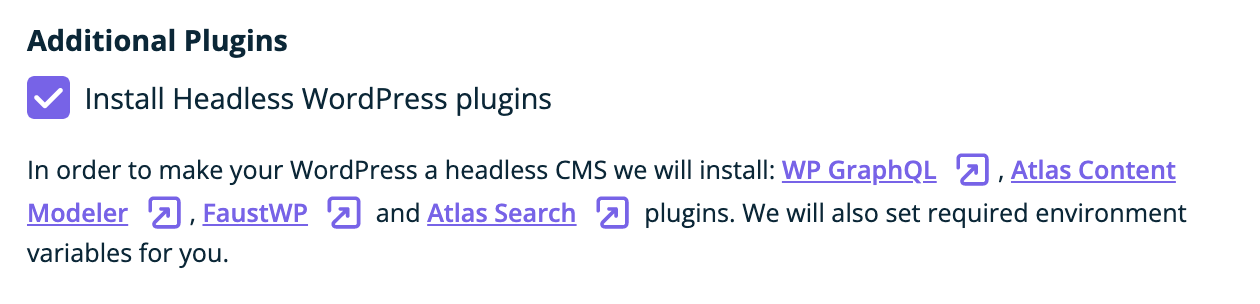 Additional Plugins
Install Headless WordPress plugins
In order to make your WordPress a headless CMS we will install: WP GraphQL , Atlas Content
Modeler , FaustWP and Atlas Search plugins. We will also set required environment
variables for you.